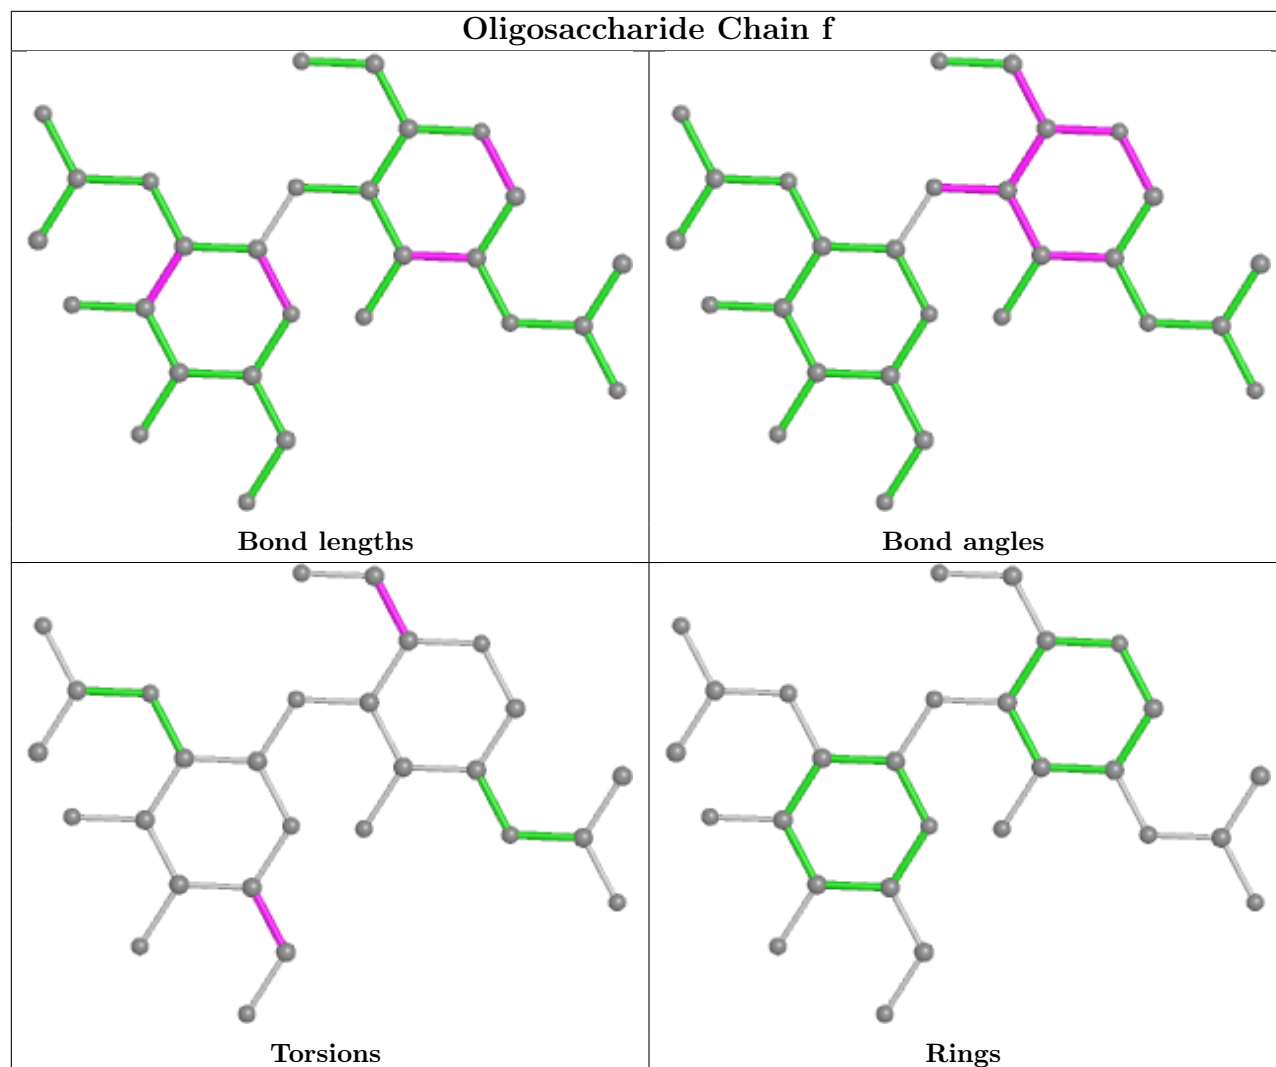 Oligosaccharide Chain f
Bond lengths
Bond angles
Torsions
Rings